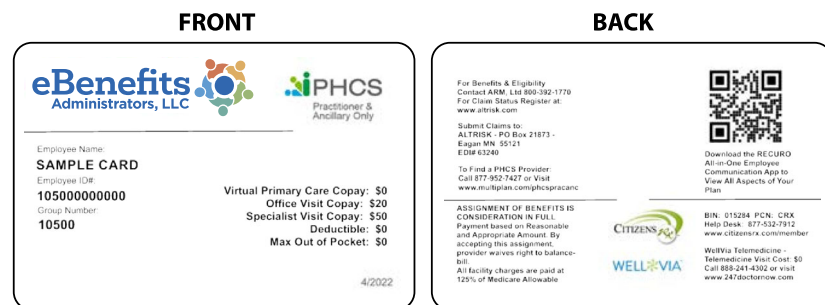 FRONT
eBenefits
Administrators, LLC
PHCS
Practitioner &
Ancillary Only
Employee Name:
SAMPLE CARD
Employee ID#:
105000000000
Group Number
10500
Virtual Primary Care Copay: $0
Office Visit Copay: $20
Specialist Visit Copay: $50
Deductible: $0
Max Out of Pocket: $0
4/2022
BACK
For Benefits & Eligibility
Contact ARM, Ltd 800-392-1770
For Claim Status Register at:
www.altrisk.com
Submit Claims to:
ALTRISK - PO Box 21873 -
Eagan MN 55121
EDI# 63240
To Find a PHCS Provider:
Call 877-952-7427 or Visit
www.multiplan.com/phcspracanc
Download the RECURO
All-in-One Employee
Communication App to
View All Aspects of Your
Plan
ASSIGNMENT OF BENEFITS IS
CONSIDERATION IN FULL
Payment based on Reasonable
and Appropriate Amount. By
accepting this assignment,
provider waives right to balance-
bill.
All facility charges are paid at
125% of Medicare Allowable
CITIZENS Rx
WELLVIA
BIN: 015284 PCN: CRX
Help Desk: 877-532-7912
www.citizensrx.com/member
WellVia Telemedicine -
Telemedicine Visit Cost: $0
Call 888-241-4302 or visit
www.247doctornow.com